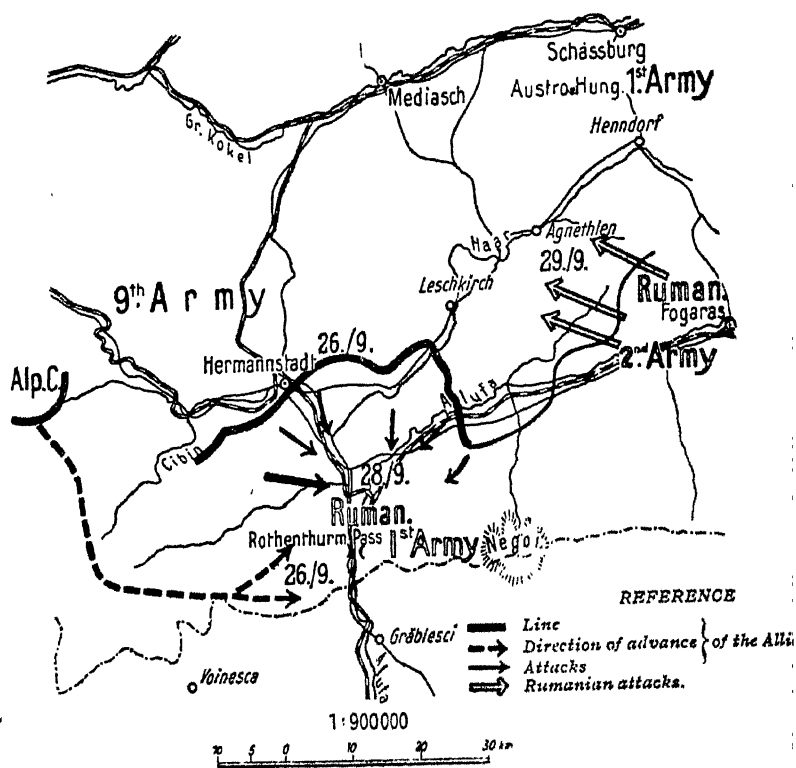 Schässburg
Austro=Hung. 1st. Army
Mediasch
Gr. Kokel
Henndorf
Agnethlen
Haar
29./9.
9th. Army
Leschkirch
Ruman.
Fogaras
2nd. Army
26./9.
Hermannstadt
Alp.C.
Aluta
Cibin
28./9.
Ruman.
1st Army
Rothenthurm Pass
Negoi
26./9.
REFERENCE
Line
Direction of advance } of the Alli
Attacks
Rumanian attacks.
Gräblesci
Voinesca
Aluta
1:900000
10 5 0 10 20 30 km